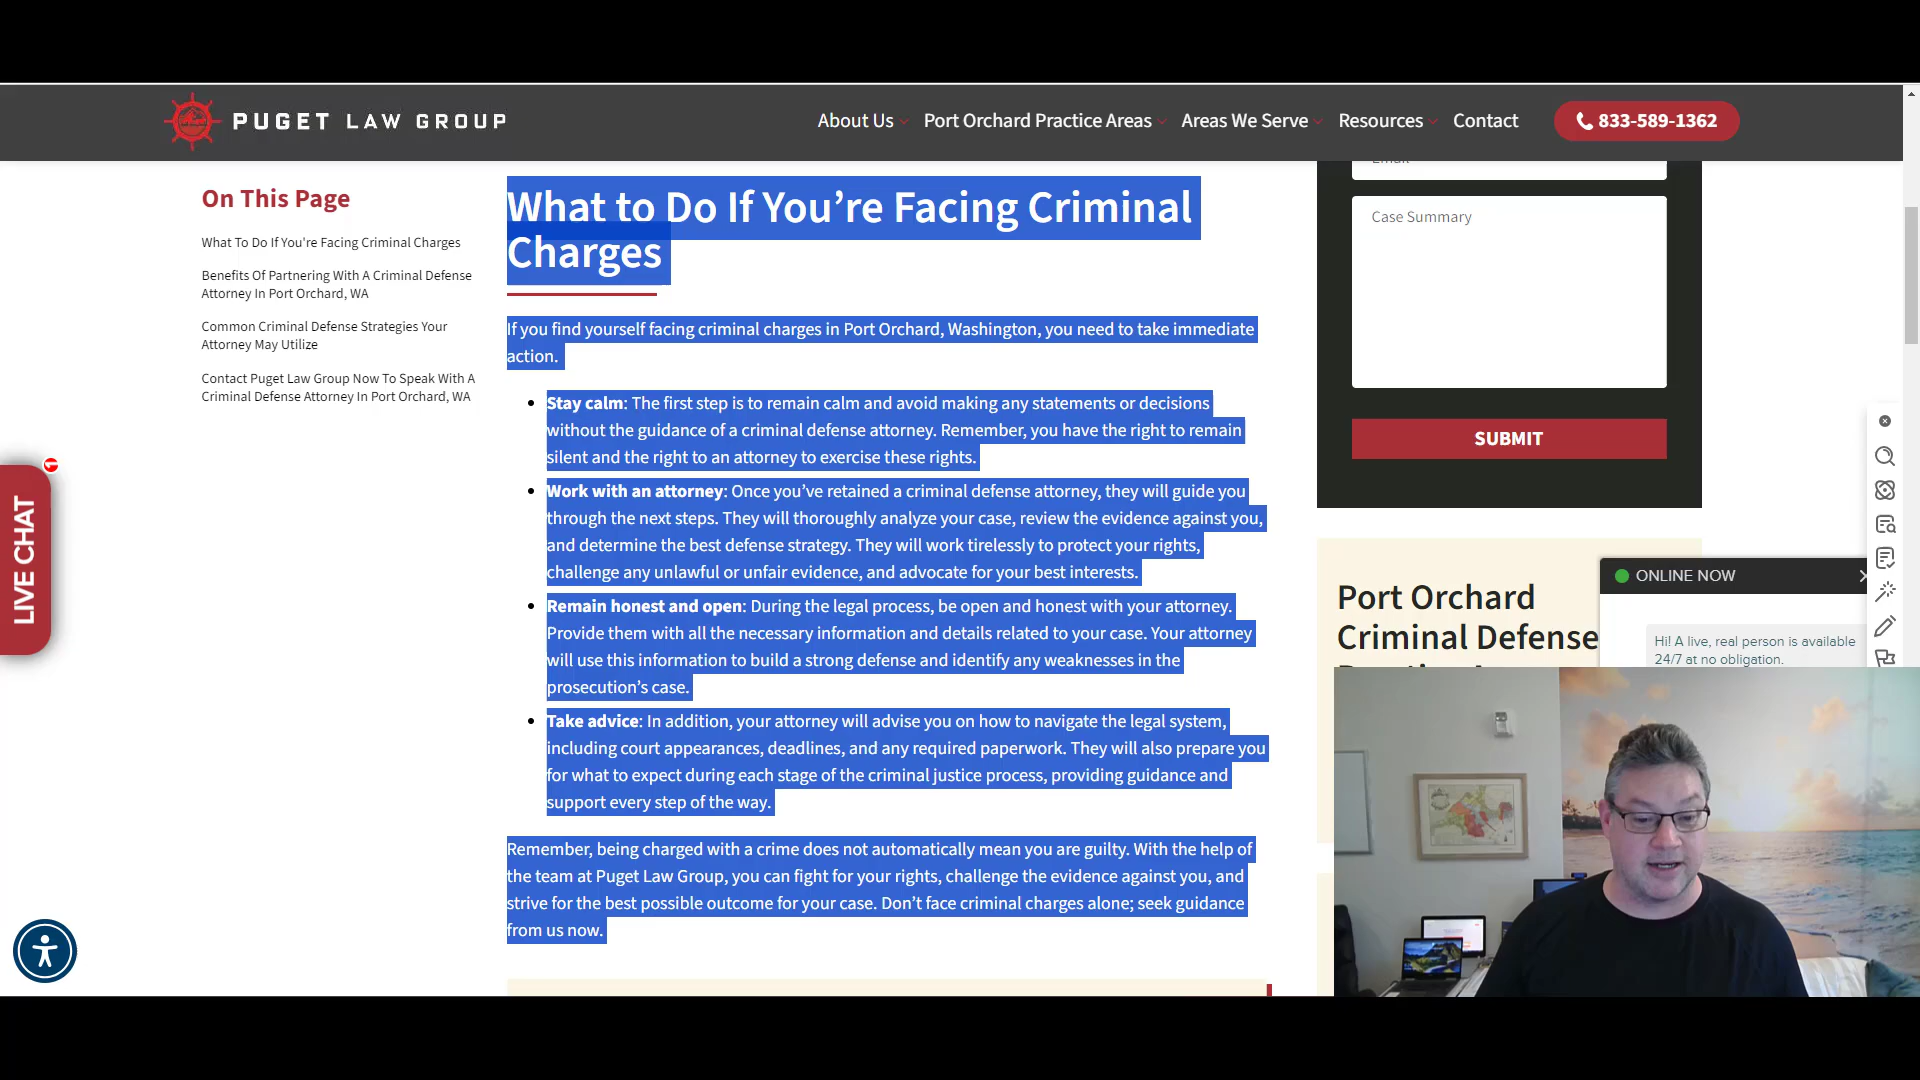 PUGET LAW GROUP
About Us
Port Orchard Practice Areas
Areas We Serve
Resources
Contact
833-589-1362
On This Page
What To Do If You're Facing Criminal Charges
Benefits Of Partnering With A Criminal Defense
Attorney In Port Orchard, WA
Common Criminal Defense Strategies Your
Attorney May Utilize
Contact Puget Law Group Now To Speak With A
Criminal Defense Attorney In Port Orchard, WA
LIVE CHAT
What to Do If You’re Facing Criminal
Charges
If you find yourself facing criminal charges in Port Orchard, Washington, you need to take immediate
action.
Stay calm: The first step is to remain calm and avoid making any statements or decisions
without the guidance of a criminal defense attorney. Remember, you have the right to remain
silent and the right to an attorney to exercise these rights.
Work with an attorney: Once you’ve retained a criminal defense attorney, they will guide you
through the next steps. They will thoroughly analyze your case, review the evidence against you,
and determine the best defense strategy. They will work tirelessly to protect your rights,
challenge any unlawful or unfair evidence, and advocate for your best interests.
Remain honest and open: During the legal process, be open and honest with your attorney.
Provide them with all the necessary information and details related to your case. Your attorney
will use this information to build a strong defense and identify any weaknesses in the
prosecution’s case.
Take advice: In addition, your attorney will advise you on how to navigate the legal system,
including court appearances, deadlines, and any required paperwork. They will also prepare you
for what to expect during each stage of the criminal justice process, providing guidance and
support every step of the way.
Remember, being charged with a crime does not automatically mean you are guilty. With the help of
the team at Puget Law Group, you can fight for your rights, challenge the evidence against you, and
strive for the best possible outcome for your case. Don’t face criminal charges alone; seek guidance
from us now.
Case Summary
SUBMIT
Port Orchard
Criminal Defense
ONLINE NOW
Hi! A live, real person is available
24/7 at no obligation.